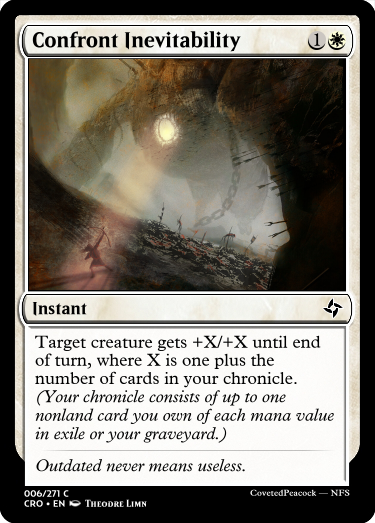 Confront Inevitability 1
Instant
Target creature gets +X/+X until end
of turn, where X is one plus the
number of cards in your chronicle.
(Your chronicle consists of up to one
nonland card you own of each mana value
in exile or your graveyard.)
Outdated never means useless.
006/271 C
CRO • EN Theodre Limn
CovetedPeacock — NFS